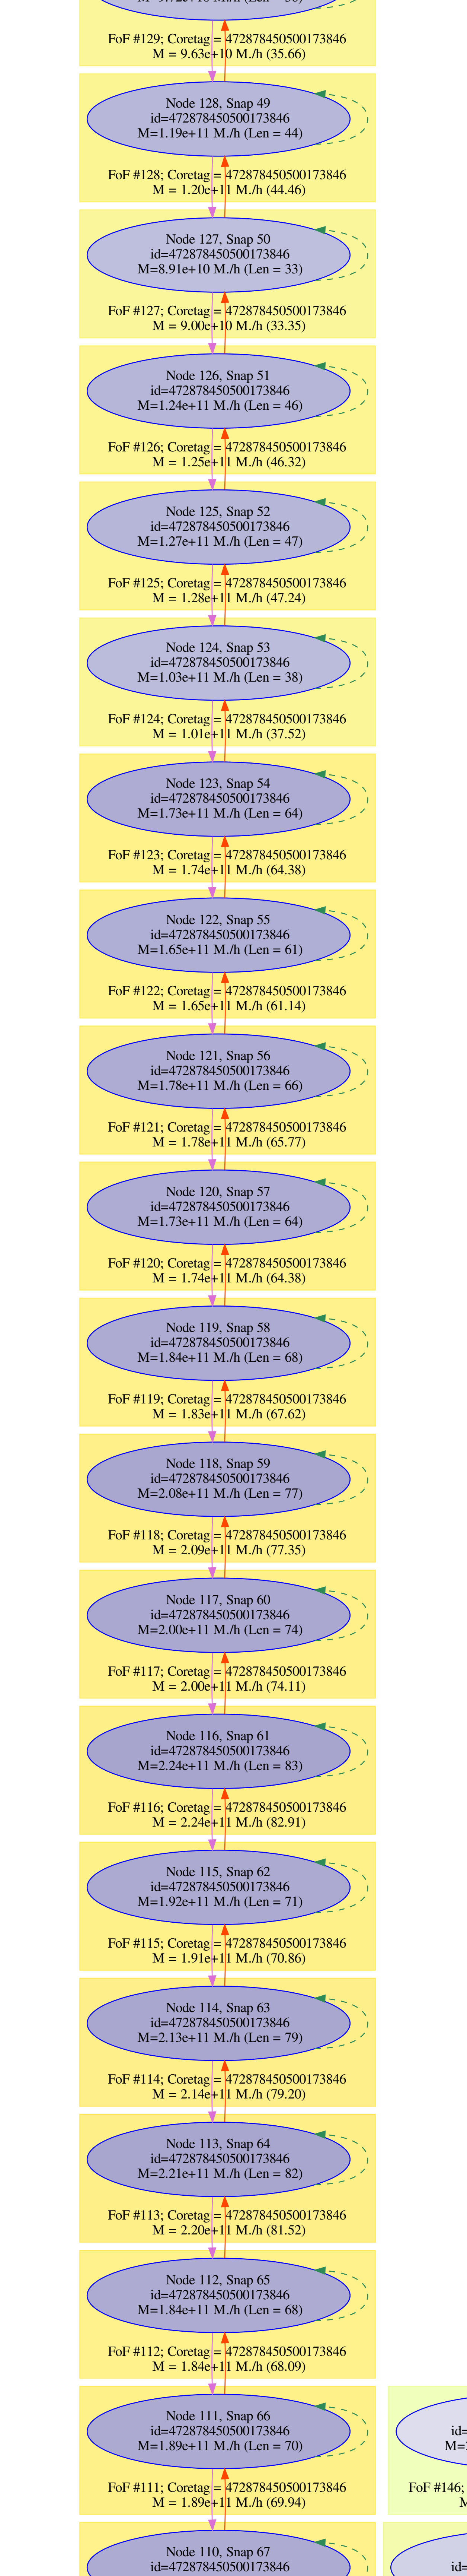 FoF #129; Coretag = 472878450500173846
M = 9.63e+10 M./h (35.66)
Node 128, Snap 49
id=472878450500173846
M=1.19e+11 M./h (Len = 44)
FoF #128; Coretag = 472878450500173846
M = 1.20e+11 M./h (44.46)
Node 127, Snap 50
id=472878450500173846
M=8.91e+10 M./h (Len = 33)
FoF #127; Coretag = 472878450500173846
M = 9.00e+10 M./h (33.35)
Node 126, Snap 51
id=472878450500173846
M=1.24e+11 M./h (Len = 46)
FoF #126; Coretag = 472878450500173846
M = 1.25e+11 M./h (46.32)
Node 125, Snap 52
id=472878450500173846
M=1.27e+11 M./h (Len = 47)
FoF #125; Coretag = 472878450500173846
M = 1.28e+11 M./h (47.24)
Node 124, Snap 53
id=472878450500173846
M=1.03e+11 M./h (Len = 38)
FoF #124; Coretag = 472878450500173846
M = 1.01e+11 M./h (37.52)
Node 123, Snap 54
id=472878450500173846
M=1.73e+11 M./h (Len = 64)
FoF #123; Coretag = 472878450500173846
M = 1.74e+11 M./h (64.38)
Node 122, Snap 55
id=472878450500173846
M=1.65e+11 M./h (Len = 61)
FoF #122; Coretag = 472878450500173846
M = 1.65e+11 M./h (61.14)
Node 121, Snap 56
id=472878450500173846
M=1.78e+11 M./h (Len = 66)
FoF #121; Coretag = 472878450500173846
M = 1.78e+11 M./h (65.77)
Node 120, Snap 57
id=472878450500173846
M=1.73e+11 M./h (Len = 64)
FoF #120; Coretag = 472878450500173846
M = 1.74e+11 M./h (64.38)
Node 119, Snap 58
id=472878450500173846
M=1.84e+11 M./h (Len = 68)
FoF #119; Coretag = 472878450500173846
M = 1.83e+11 M./h (67.62)
Node 118, Snap 59
id=472878450500173846
M=2.08e+11 M./h (Len = 77)
FoF #118; Coretag = 472878450500173846
M = 2.09e+11 M./h (77.35)
Node 117, Snap 60
id=472878450500173846
M=2.00e+11 M./h (Len = 74)
FoF #117; Coretag = 472878450500173846
M = 2.00e+11 M./h (74.11)
Node 116, Snap 61
id=472878450500173846
M=2.24e+11 M./h (Len = 83)
FoF #116; Coretag = 472878450500173846
M = 2.24e+11 M./h (82.91)
Node 115, Snap 62
id=472878450500173846
M=1.92e+11 M./h (Len = 71)
FoF #115; Coretag = 472878450500173846
M = 1.91e+11 M./h (70.86)
Node 114, Snap 63
id=472878450500173846
M=2.13e+11 M./h (Len = 79)
FoF #114; Coretag = 472878450500173846
M = 2.14e+11 M./h (79.20)
Node 113, Snap 64
id=472878450500173846
M=2.21e+11 M./h (Len = 82)
FoF #113; Coretag = 472878450500173846
M = 2.20e+11 M./h (81.52)
Node 112, Snap 65
id=472878450500173846
M=1.84e+11 M./h (Len = 68)
FoF #112; Coretag = 472878450500173846
M = 1.84e+11 M./h (68.09)
Node 111, Snap 66
id=472878450500173846
M=1.89e+11 M./h (Len = 70)
FoF #111; Coretag = 472878450500173846
M = 1.89e+11 M./h (69.94)
id=
FoF #146;
M
Node 110, Snap 67
id=472878450500173846
id=